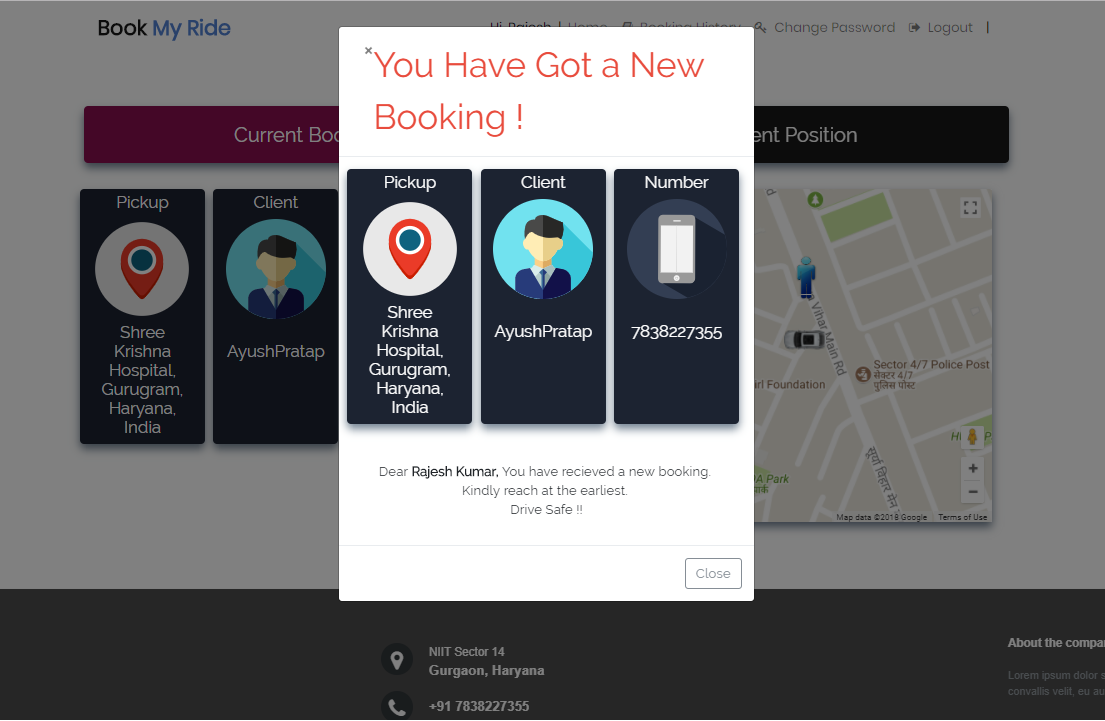 Book My Ride
Hi, Rajesh | Home Booking History Change Password Logout |
×
You Have Got a New
Booking !
Current Boo
ent Position
Pickup
Client
Shree
Krishna
Hospital,
Gurugram,
Haryana,
India
AyushPratap
Pickup
Client
Number
Shree
Krishna
Hospital,
Gurugram,
Haryana,
India
AyushPratap
7838227355
Vihar Main Rd
Sector 4/7 Police Post
सेक्टर 4/7
पुलिस पोस्ट
irl Foundation
सूर्या विहार मेन
A Park
पार्क
P
+
−
Map data ©2018 Google Terms of Use
Dear Rajesh Kumar, You have recieved a new booking.
Kindly reach at the earliest.
Drive Safe !!
Close
NIIT Sector 14
Gurgaon, Haryana
+91 7838227355
About the compa
Lorem ipsum dolor s
convallis velit, eu au